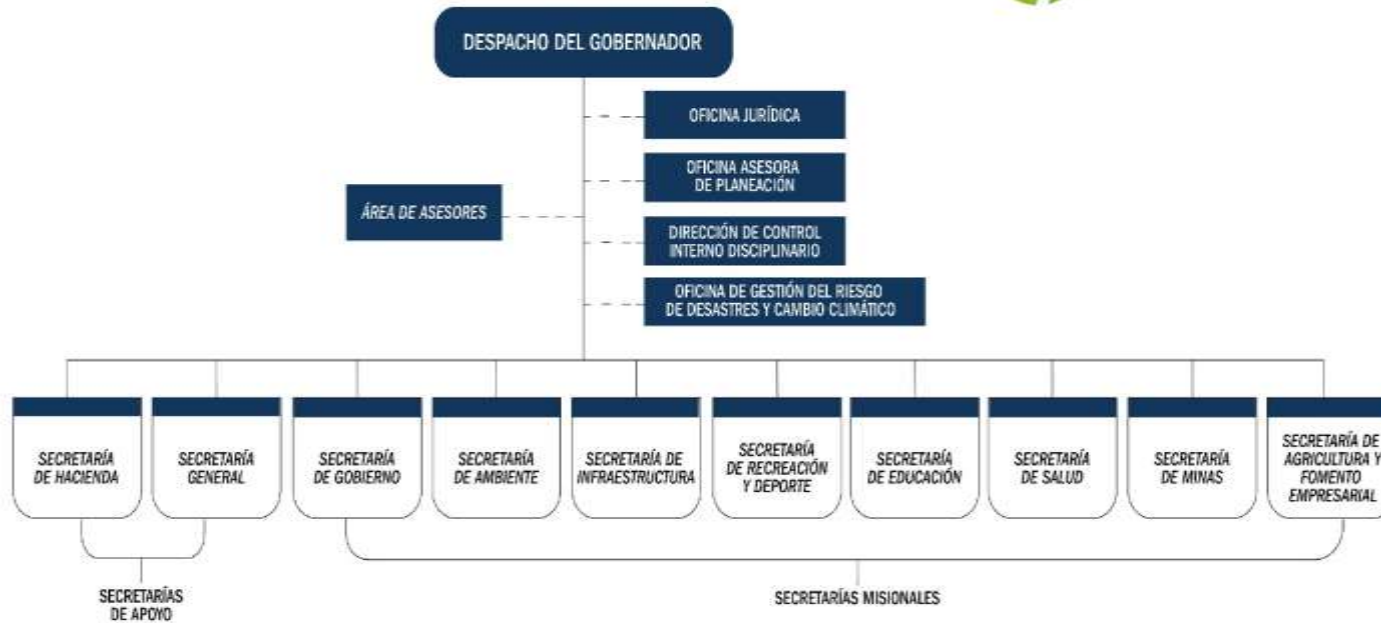 DESPACHO DEL GOBERNADOR
OFICINA JURÍDICA
OFICINA ASESORA
DE PLANEACIÓN
ÁREA DE ASESORES
DIRECCIÓN DE CONTROL
INTERNO DISCIPLINARIO
OFICINA DE GESTIÓN DEL RIESGO
DE DESASTRES Y CAMBIO CLIMÁTICO
SECRETARÍA
DE HACIENDA
SECRETARÍA
GENERAL
SECRETARÍA
DE GOBIERNO
SECRETARÍA
DE AMBIENTE
SECRETARÍA DE
INFRAESTRUCTURA
SECRETARÍA
DE RECREACIÓN
Y DEPORTE
SECRETARÍA
DE EDUCACIÓN
SECRETARÍA
DE SALUD
SECRETARÍA
DE MINAS
SECRETARÍA DE
AGRICULTURA Y
FOMENTO
EMPRESARIAL
SECRETARÍAS
DE APOYO
SECRETARÍAS MISIONALES